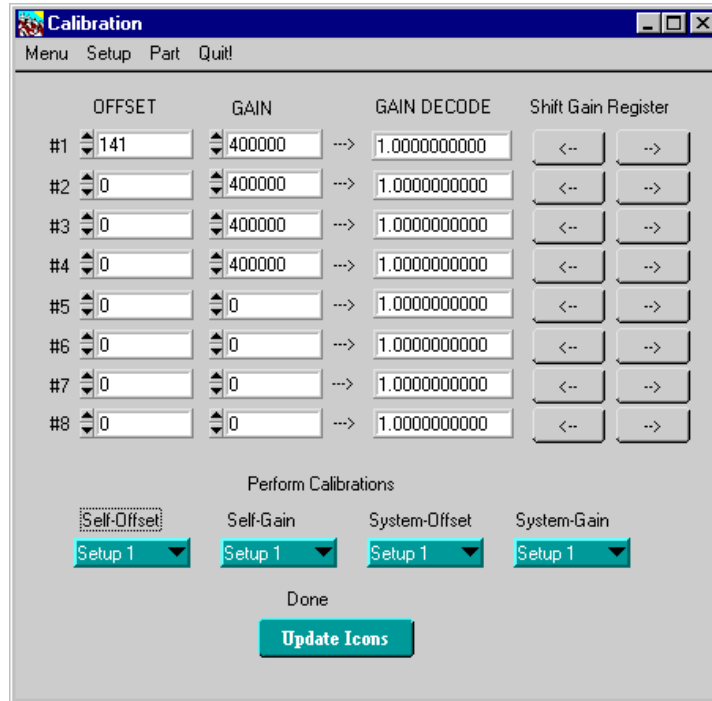 Calibration
Menu Setup Part Quit!
OFFSET GAIN GAIN DECODE Shift Gain Register
#1 141 400000 ---> 1.0000000000 <-- -->
#2 0 400000 ---> 1.0000000000 <-- -->
#3 0 400000 ---> 1.0000000000 <-- -->
#4 0 400000 ---> 1.0000000000 <-- -->
#5 0 0 ---> 1.0000000000 <-- -->
#6 0 0 ---> 1.0000000000 <-- -->
#7 0 0 ---> 1.0000000000 <-- -->
#8 0 0 ---> 1.0000000000 <-- -->
Perform Calibrations
Self-Offset Self-Gain System-Offset System-Gain
Setup 1 Setup 1 Setup 1 Setup 1
Done
Update Icons